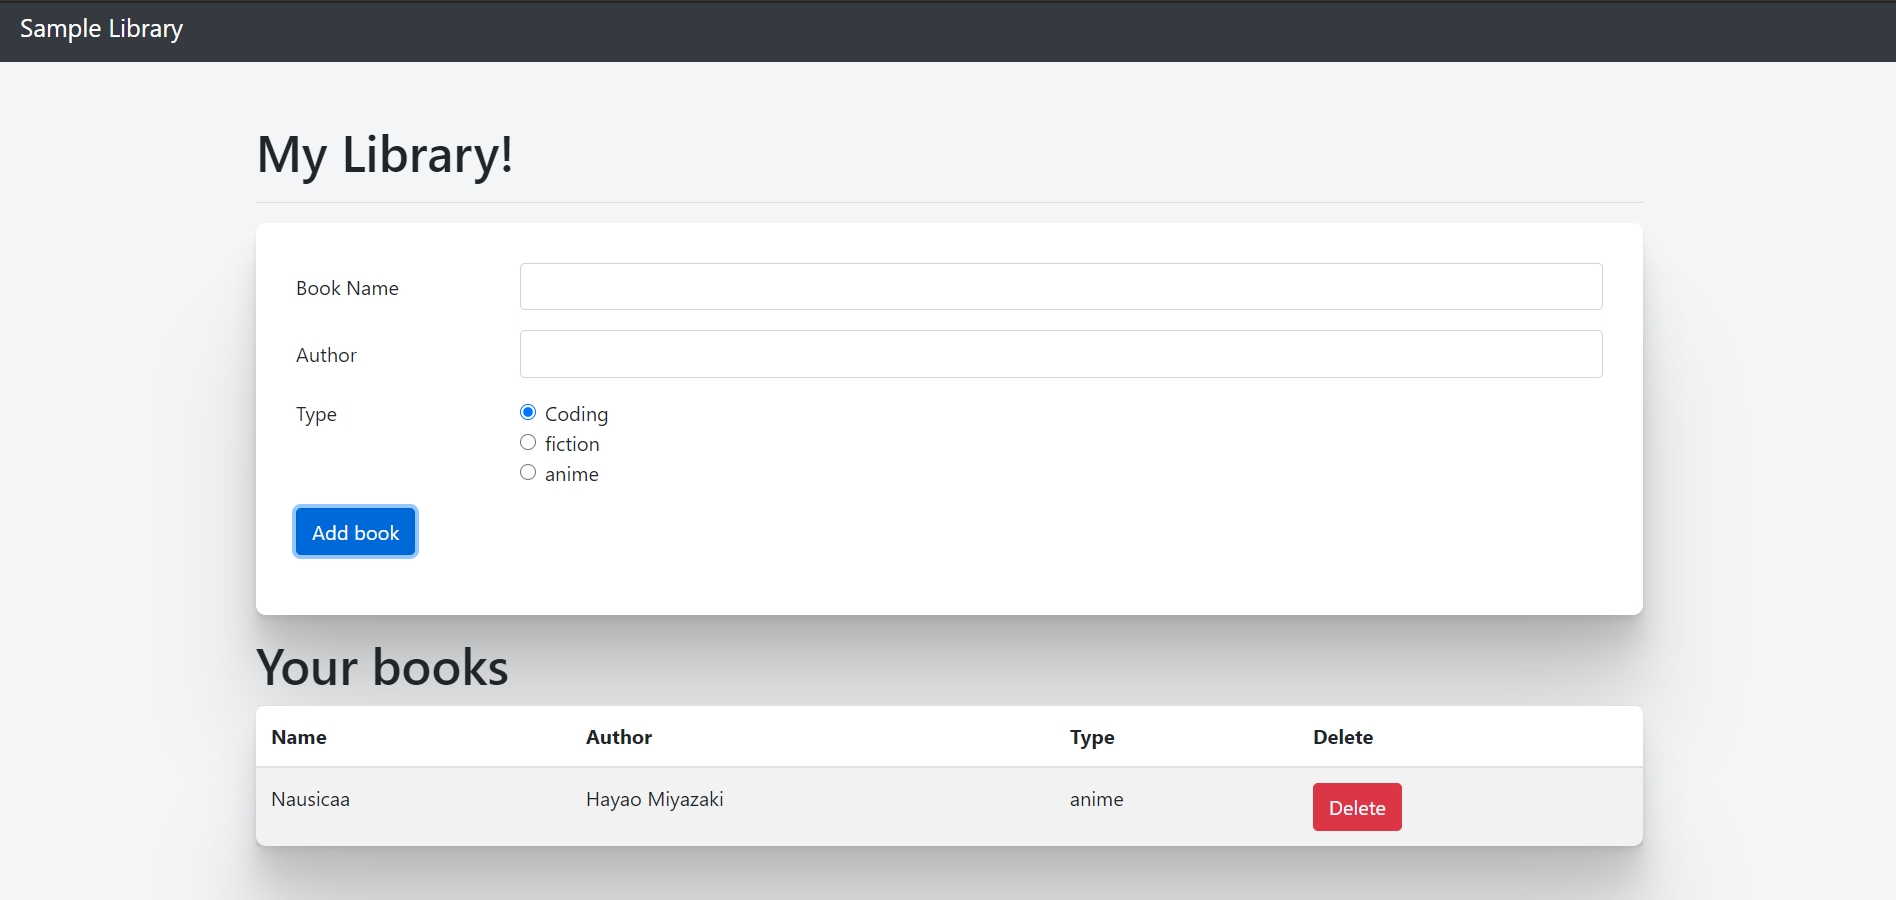 Sample Library
My Library!
Book Name
Author
Type
Coding
fiction
anime
Add book
Your books
Name Author Type Delete
Nausicaa Hayao Miyazaki anime Delete